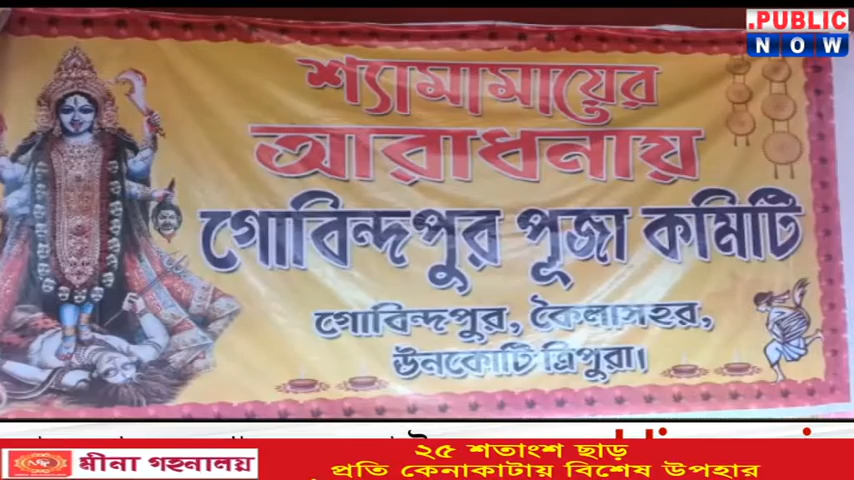 .PUBLIC
NOW
শ্যামামায়ের
আরাধনায়
গোবিন্দপুর পূজা কমিটি
গোবিন্দপুর, কৈলাসহর,
ঊনকোটি ত্রিপুরা।
মীনা গহনালয়
২৫ শতাংশ ছাড়
প্রতি কেনাকাটায় বিশেষ উপহার